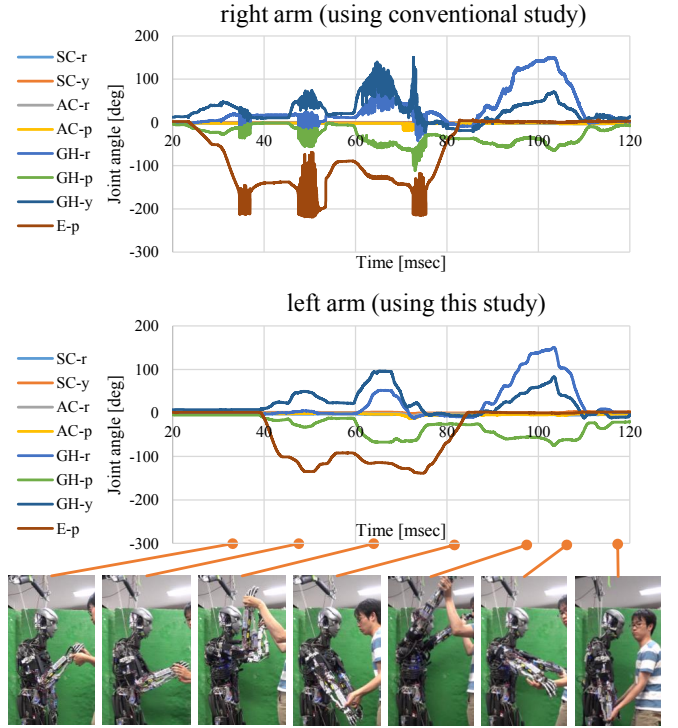 right arm (using conventional study)
SC-r
SC-y
AC-r
AC-p
GH-r
GH-p
GH-y
E-p
Joint angle [deg]
200
100
0
-100
-200
-300
20
40
60
80
100
120
Time [msec]
left arm (using this study)
SC-r
SC-y
AC-r
AC-p
GH-r
GH-p
GH-y
E-p
Joint angle [deg]
200
100
0
-100
-200
-300
20
40
60
80
100
120
Time [msec]